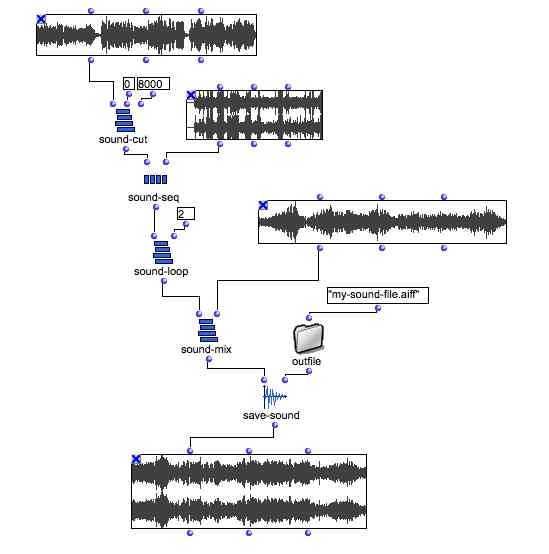 0
8000
sound-cut
sound-seq
2
sound-loop
"my-sound-file.aiff"
sound-mix
outfile
save-sound